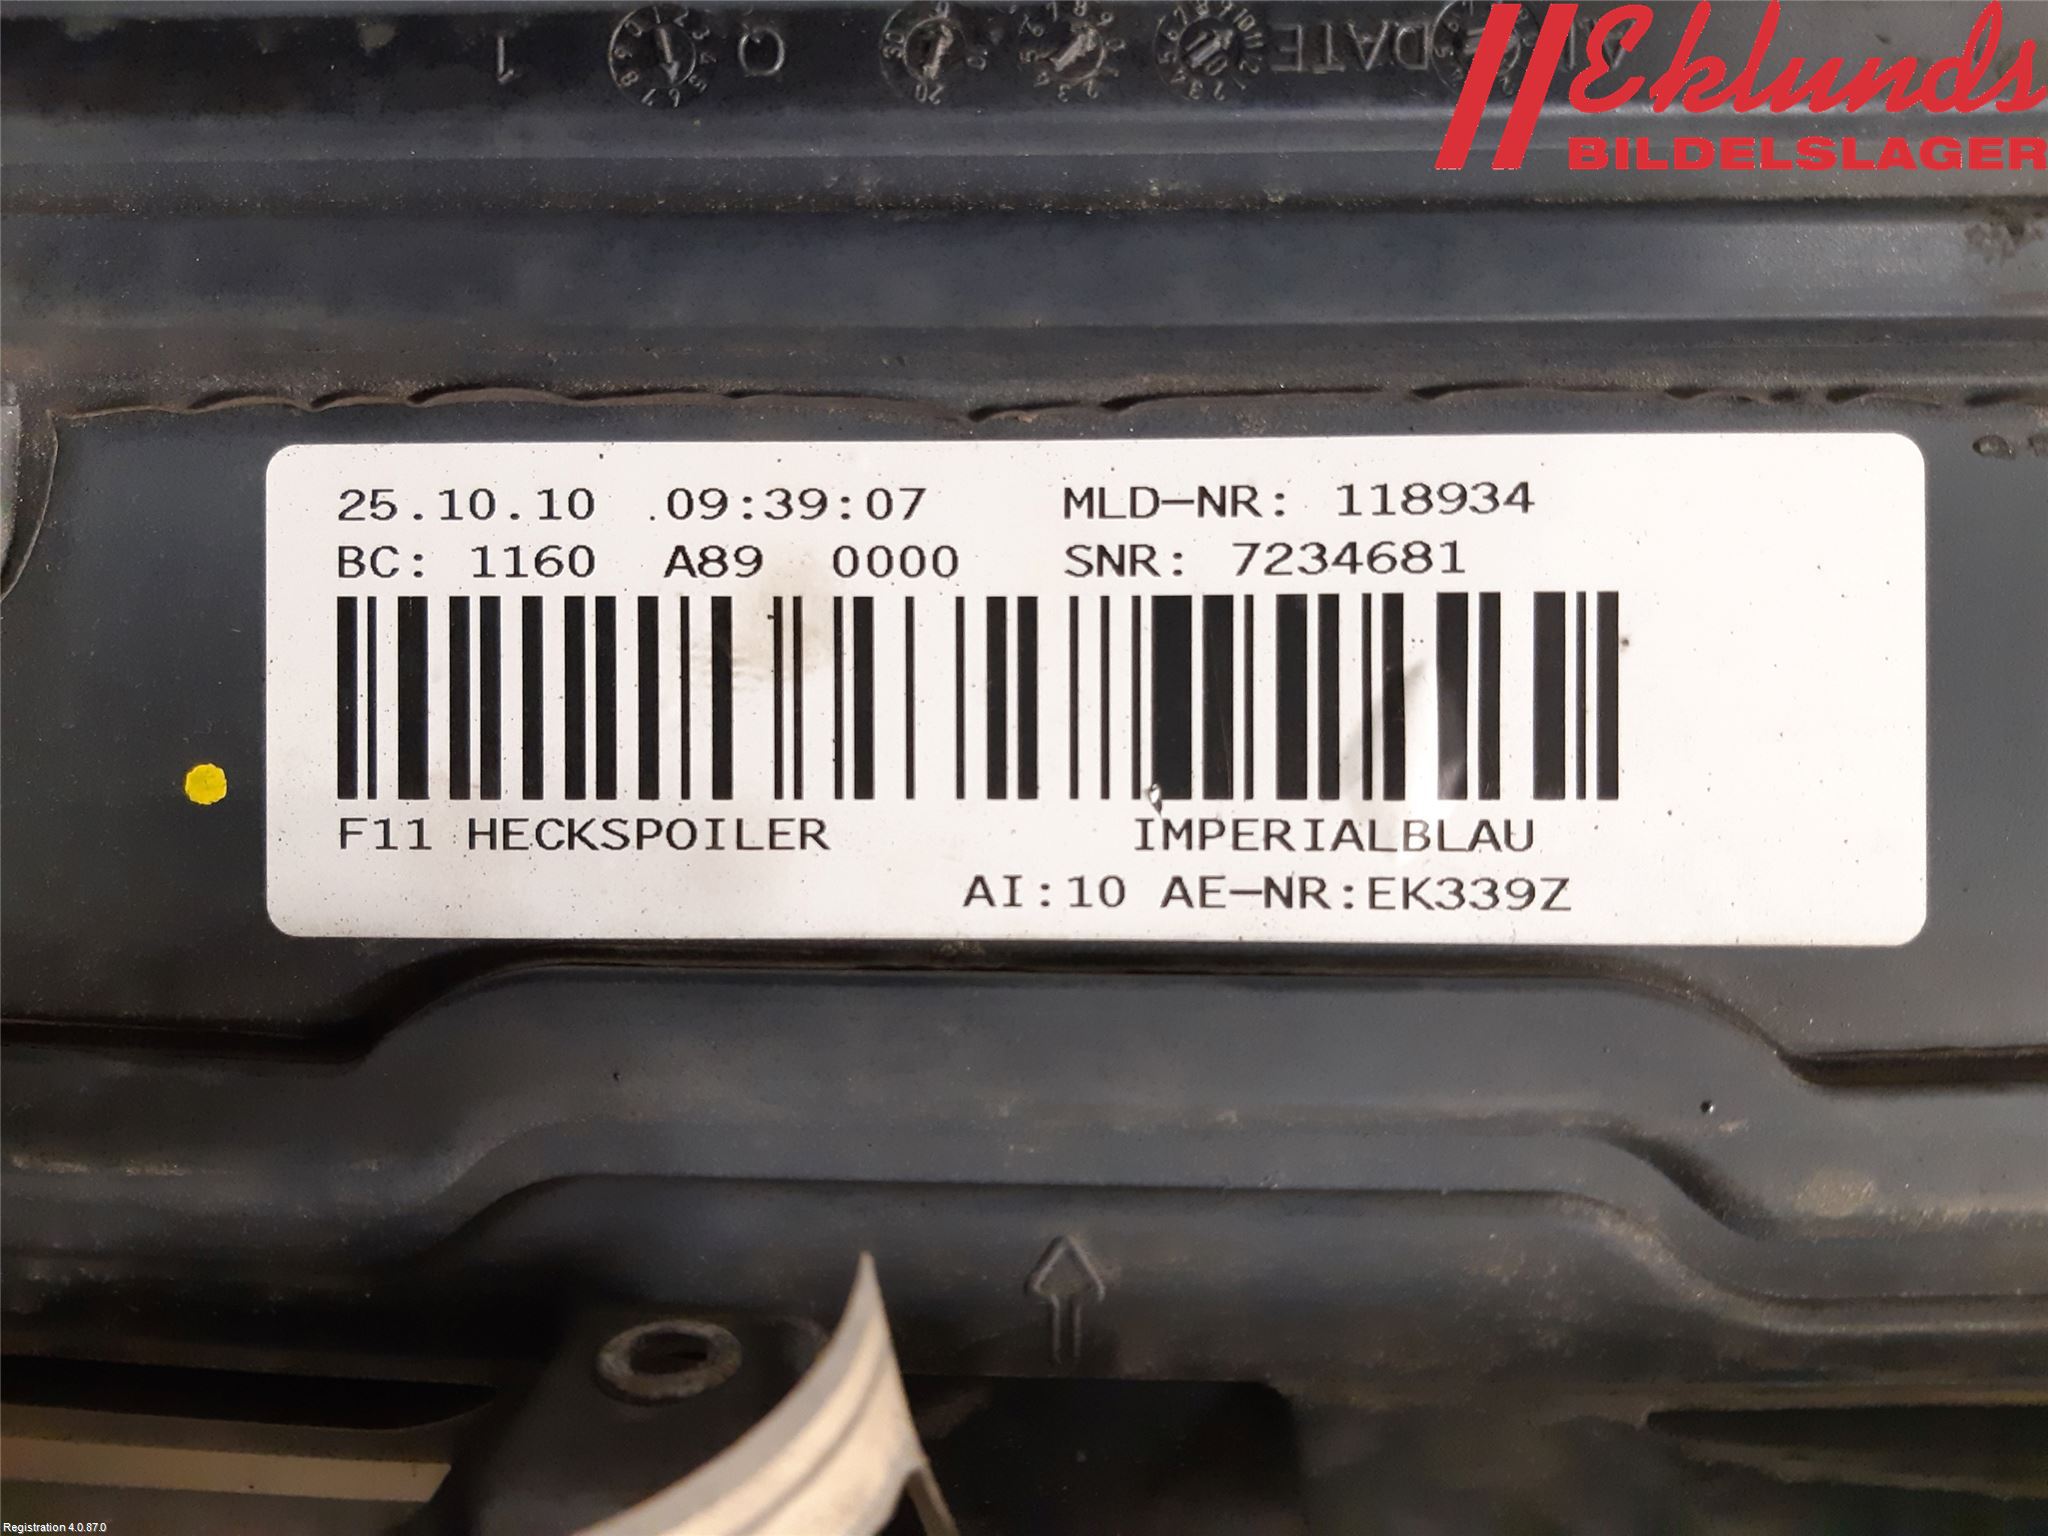 Eklunds
BILDELSLAGER
DATE
Q
1
25.10.10 .09:39:07 MLD-NR: 118934
BC: 1160 A89 0000 SNR: 7234681
F11 HECKSPOILER IMPERIALBLAU
AI:10 AE-NR:EK339Z
Registration 4.0.87.0